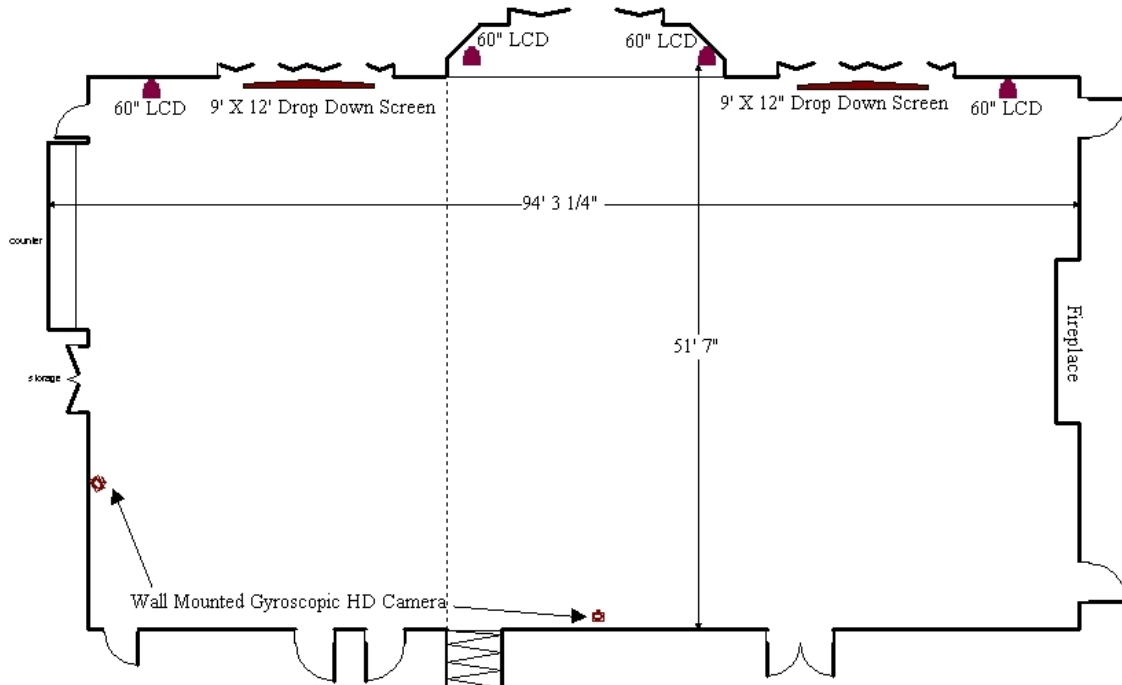 60" LCD
60" LCD
60" LCD
9' X 12' Drop Down Screen
9' X 12" Drop Down Screen
60" LCD
94' 3 1/4"
counter
Fireplace
51' 7"
storage
Wall Mounted Gyroscopic HD Camera